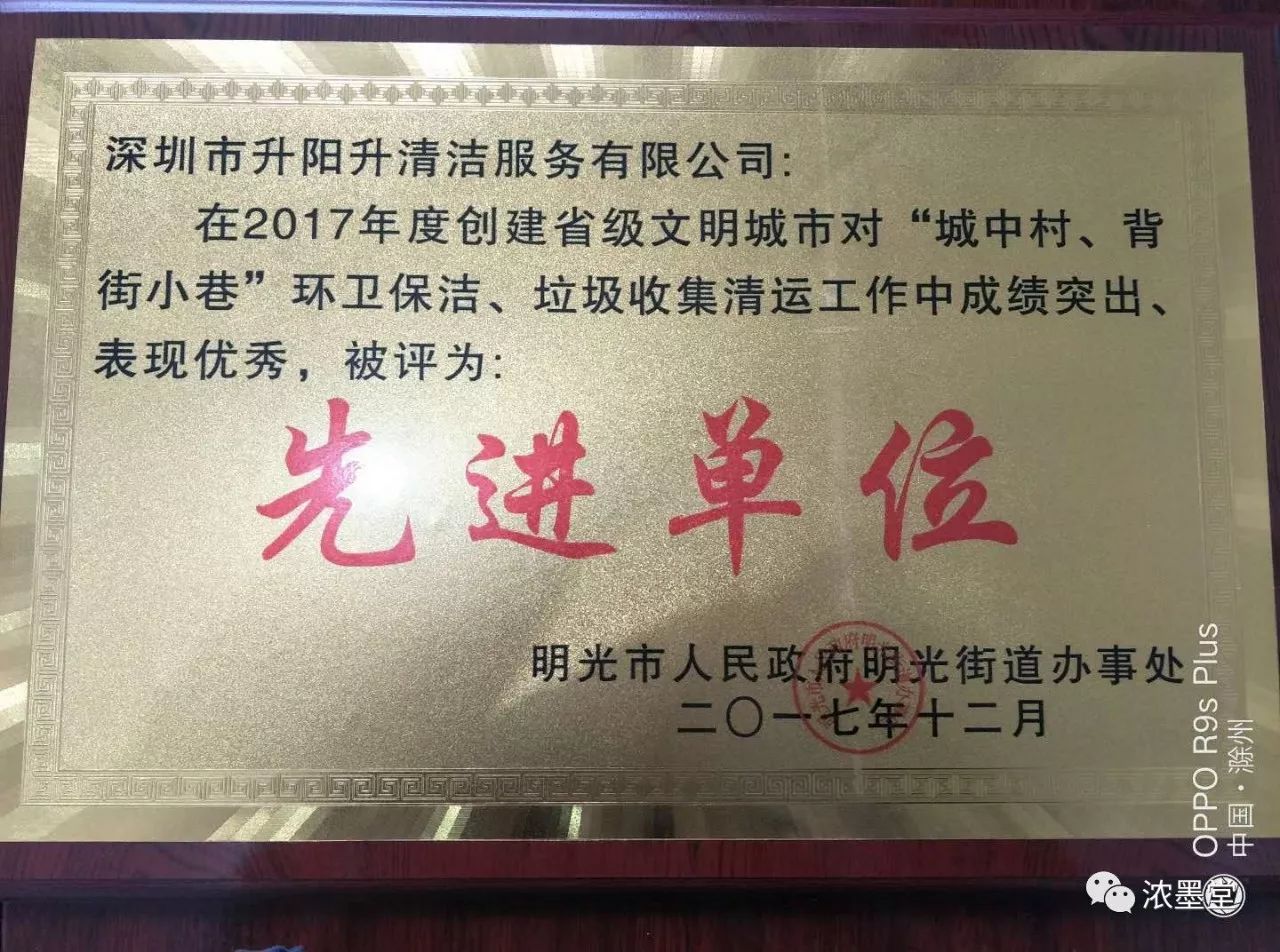 深圳市升阳升清洁服务有限公司:
在2017年度创建省级文明城市对“城中村、背
街小巷”环卫保洁、垃圾收集清运工作中成绩突出、
表现优秀，被评为:
先进单位
明光市人民政府明光街道办事处
二〇一七年十二月
OPPO R9s Plus
中国·滁州
浓墨堂